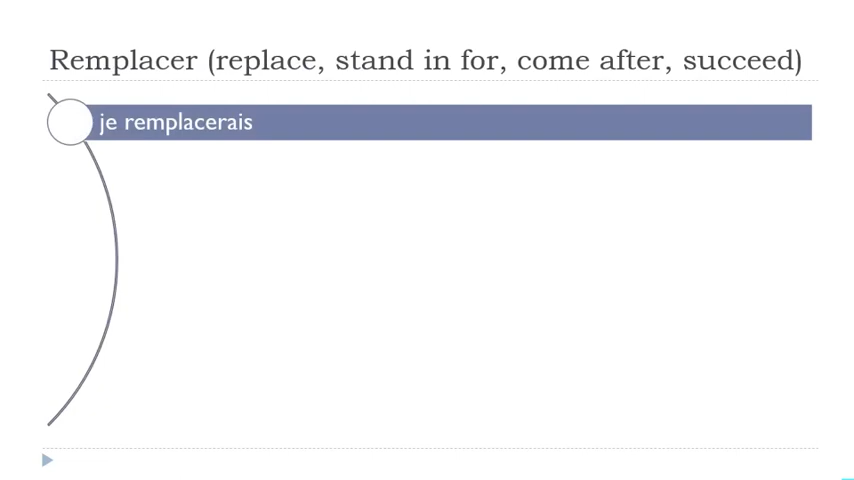 Remplacer (replace, stand in for, come after, succeed)
je remplacerais